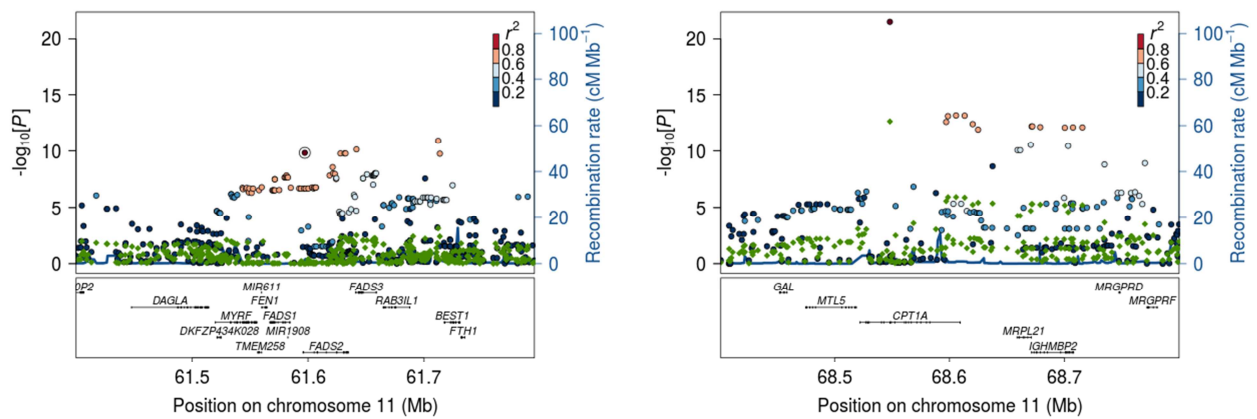 20
15
10
5
0
-log10[P]
r2
0.8
0.6
0.4
0.2
100
80
60
40
20
0
Recombination rate (cM Mb−1)
DP2
MIR611
FADS3
DAGLA
FEN1
RAB3IL1
MYRF
FADS1
BEST1
DKFZP434K028
MIR1908
FTH1
TMEM258
FADS2
61.5
61.6
61.7
Position on chromosome 11 (Mb)
20
15
10
5
0
-log10[P]
r2
0.8
0.6
0.4
0.2
100
80
60
40
20
0
Recombination rate (cM Mb−1)
GAL
MRGPRD
MTL5
MRGPRF
CPT1A
MRPL21
IGHMBP2
68.5
68.6
68.7
Position on chromosome 11 (Mb)